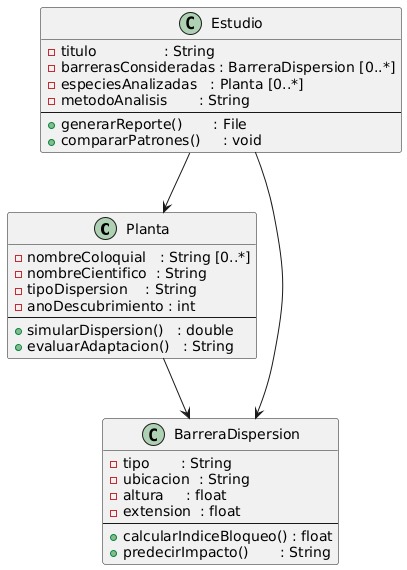 C Estudio
titulo : String
barrerasConsideradas : BarreraDispersion [0..*]
especiesAnalizadas : Planta [0..*]
metodoAnalisis : String
generarReporte() : File
compararPatrones() : void
C Planta
nombreColoquial : String [0..*]
nombreCientifico : String
tipoDispersion : String
anoDescubrimiento : int
simularDispersion() : double
evaluarAdaptacion() : String
C BarreraDispersion
tipo : String
ubicacion : String
altura : float
extension : float
calcularIndiceBloqueo() : float
predecirImpacto() : String